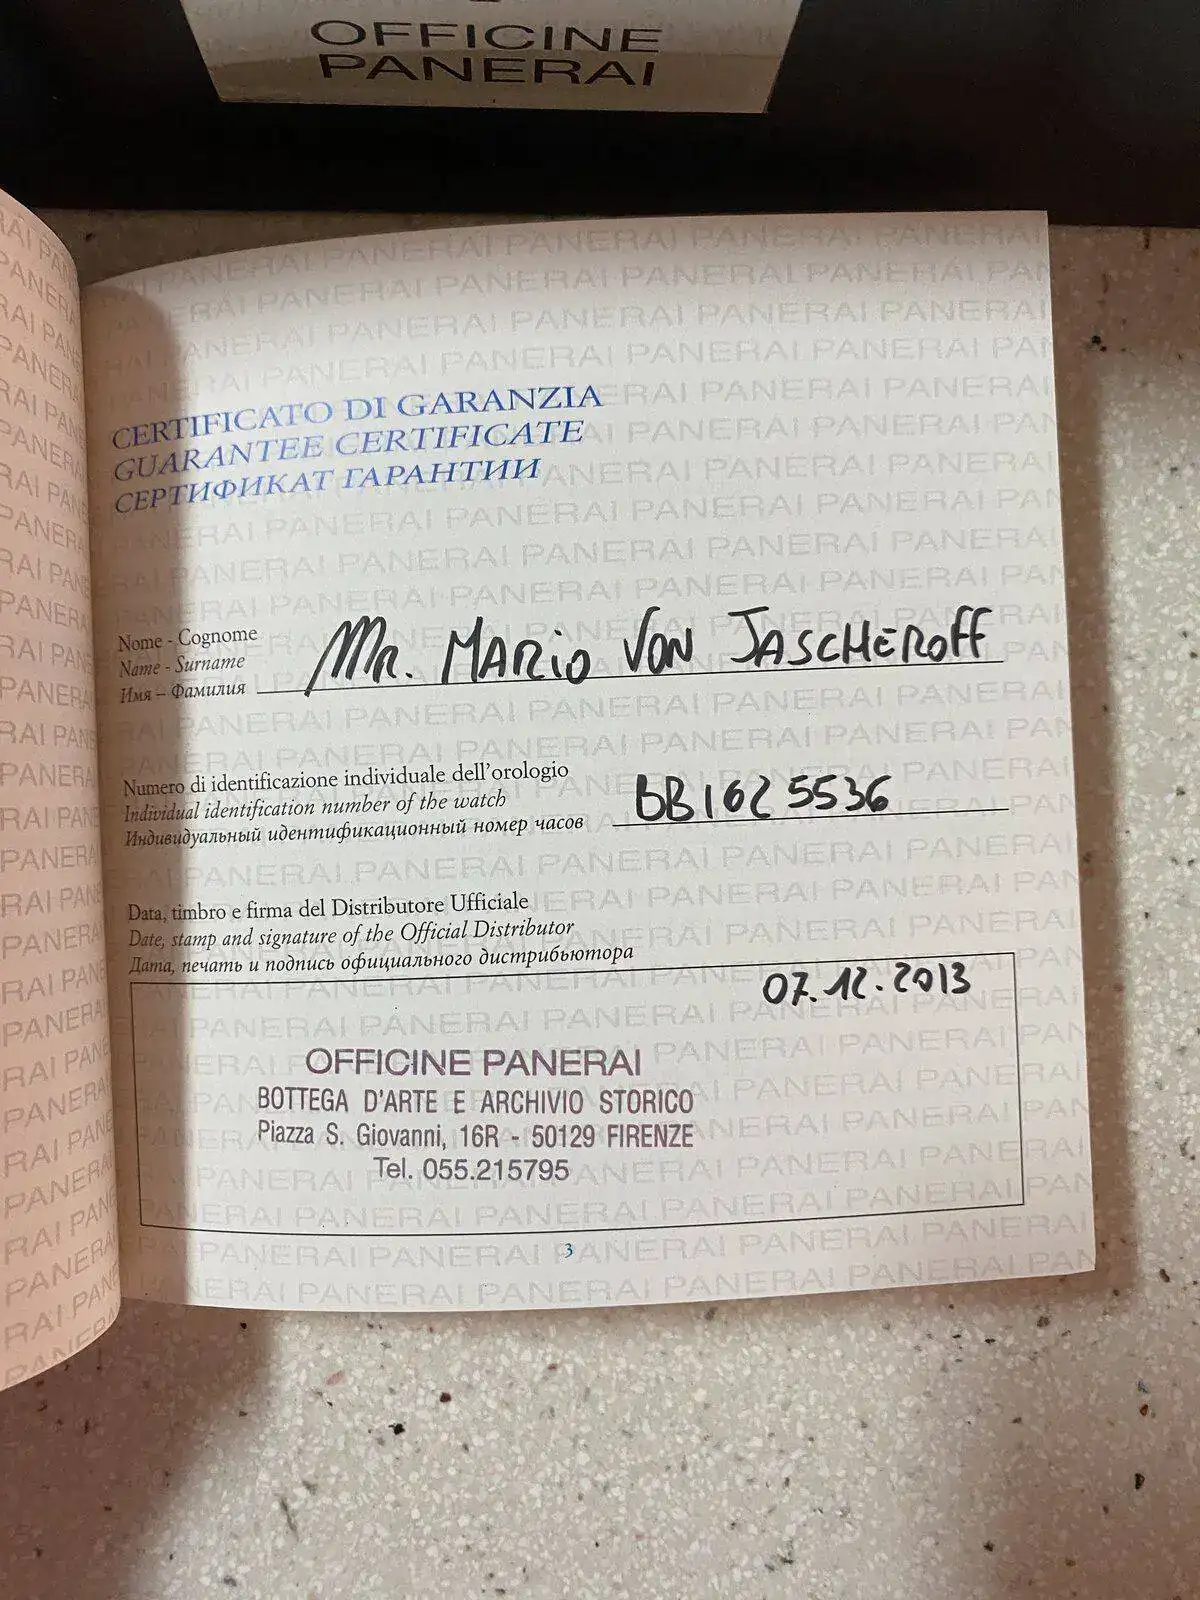 OFFICINE
PANERAI
CERTIFICATO DI GARANZIA
GUARANTEE CERTIFICATE
СЕРТИФИКАТ ГАРАНТИИ
Nome - Cognome
Name - Surname
Имя – Фамилия
Mr. MARIO VON JASCHEROFF
Numero di identificazione individuale dell'orologio
Individual identification number of the watch
Индивидуальный идентификационный номер часов
BB1625536
Data, timbro e firma del Distributore Ufficiale
Date, stamp and signature of the Official Distributor
Дата, печать и подпись официального дистрибьютора
07.12.2013
OFFICINE PANERAI
BOTTEGA D'ARTE E ARCHIVIO STORICO
Piazza S. Giovanni, 16R - 50129 FIRENZE
Tel. 055.215795
3